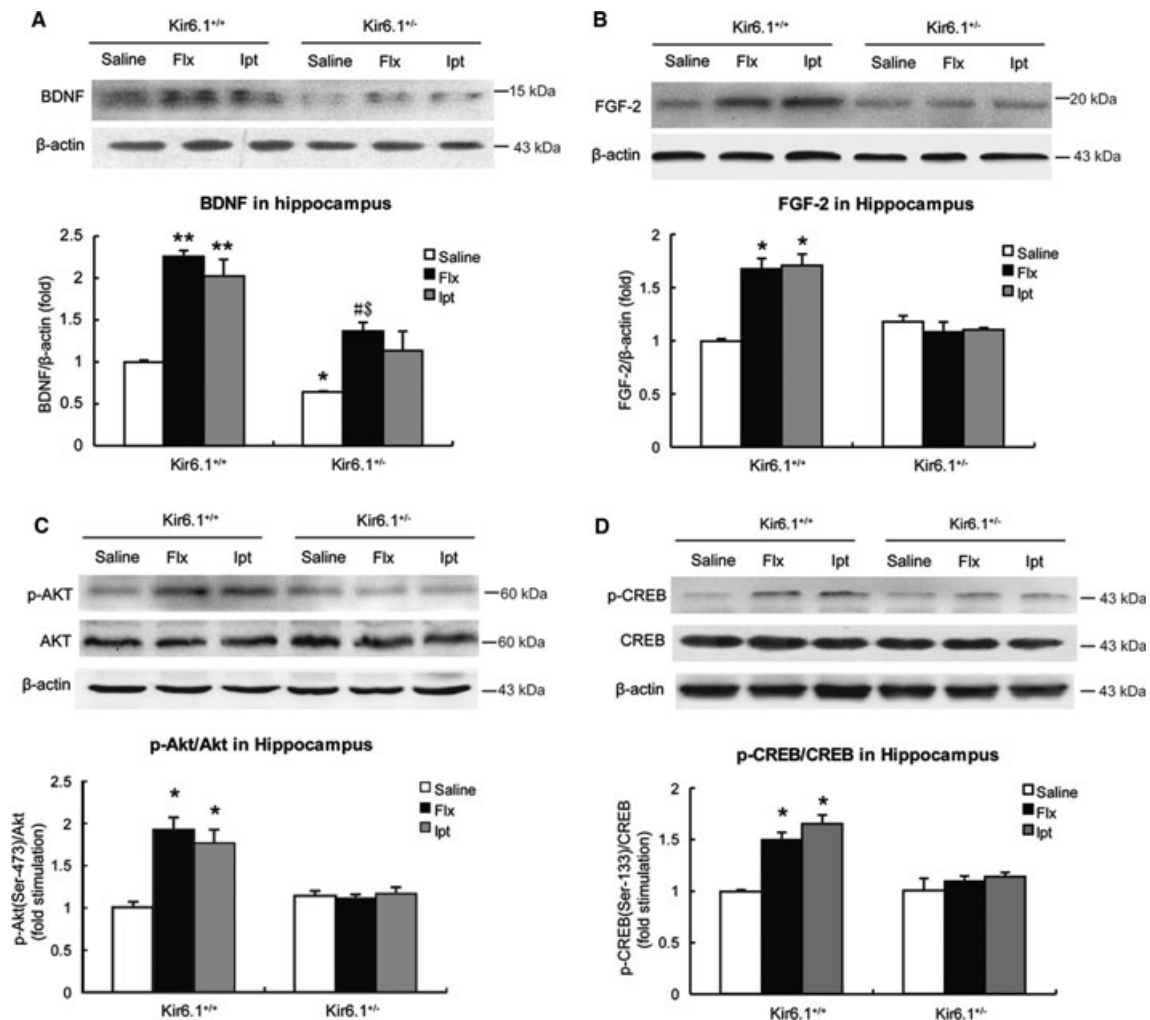 A
Kir6.1+/+ Kir6.1+/-
Saline Flx Ipt Saline Flx Ipt
BDNF 15 kDa
β-actin 43 kDa
BDNF in hippocampus
BDNF/β-actin (fold)
2.5
2
1.5
1
0.5
0
** ** * #$
Saline
Flx
Ipt
Kir6.1+/+ Kir6.1+/-
B
Kir6.1+/+ Kir6.1+/-
Saline Flx Ipt Saline Flx Ipt
FGF-2 20 kDa
β-actin 43 kDa
FGF-2 in Hippocampus
FGF-2/β-actin (fold)
2
1.5
1
0.5
0
* *
Saline
Flx
Ipt
Kir6.1+/+ Kir6.1+/-
C
Kir6.1+/+ Kir6.1+/-
Saline Flx Ipt Saline Flx Ipt
p-AKT 60 kDa
AKT 60 kDa
β-actin 43 kDa
p-Akt/Akt in Hippocampus
p-Akt(Ser-473)/Akt
(fold stimulation)
2.5
2
1.5
1
0.5
0
* *
Saline
Flx
Ipt
Kir6.1+/+ Kir6.1+/-
D
Kir6.1+/+ Kir6.1+/-
Saline Flx Ipt Saline Flx Ipt
p-CREB 43 kDa
CREB 43 kDa
β-actin 43 kDa
p-CREB/CREB in Hippocampus
p-CREB(Ser-133)/CREB
(fold stimulation)
2
1.5
1
0.5
0
* *
Saline
Flx
Ipt
Kir6.1+/+ Kir6.1+/-